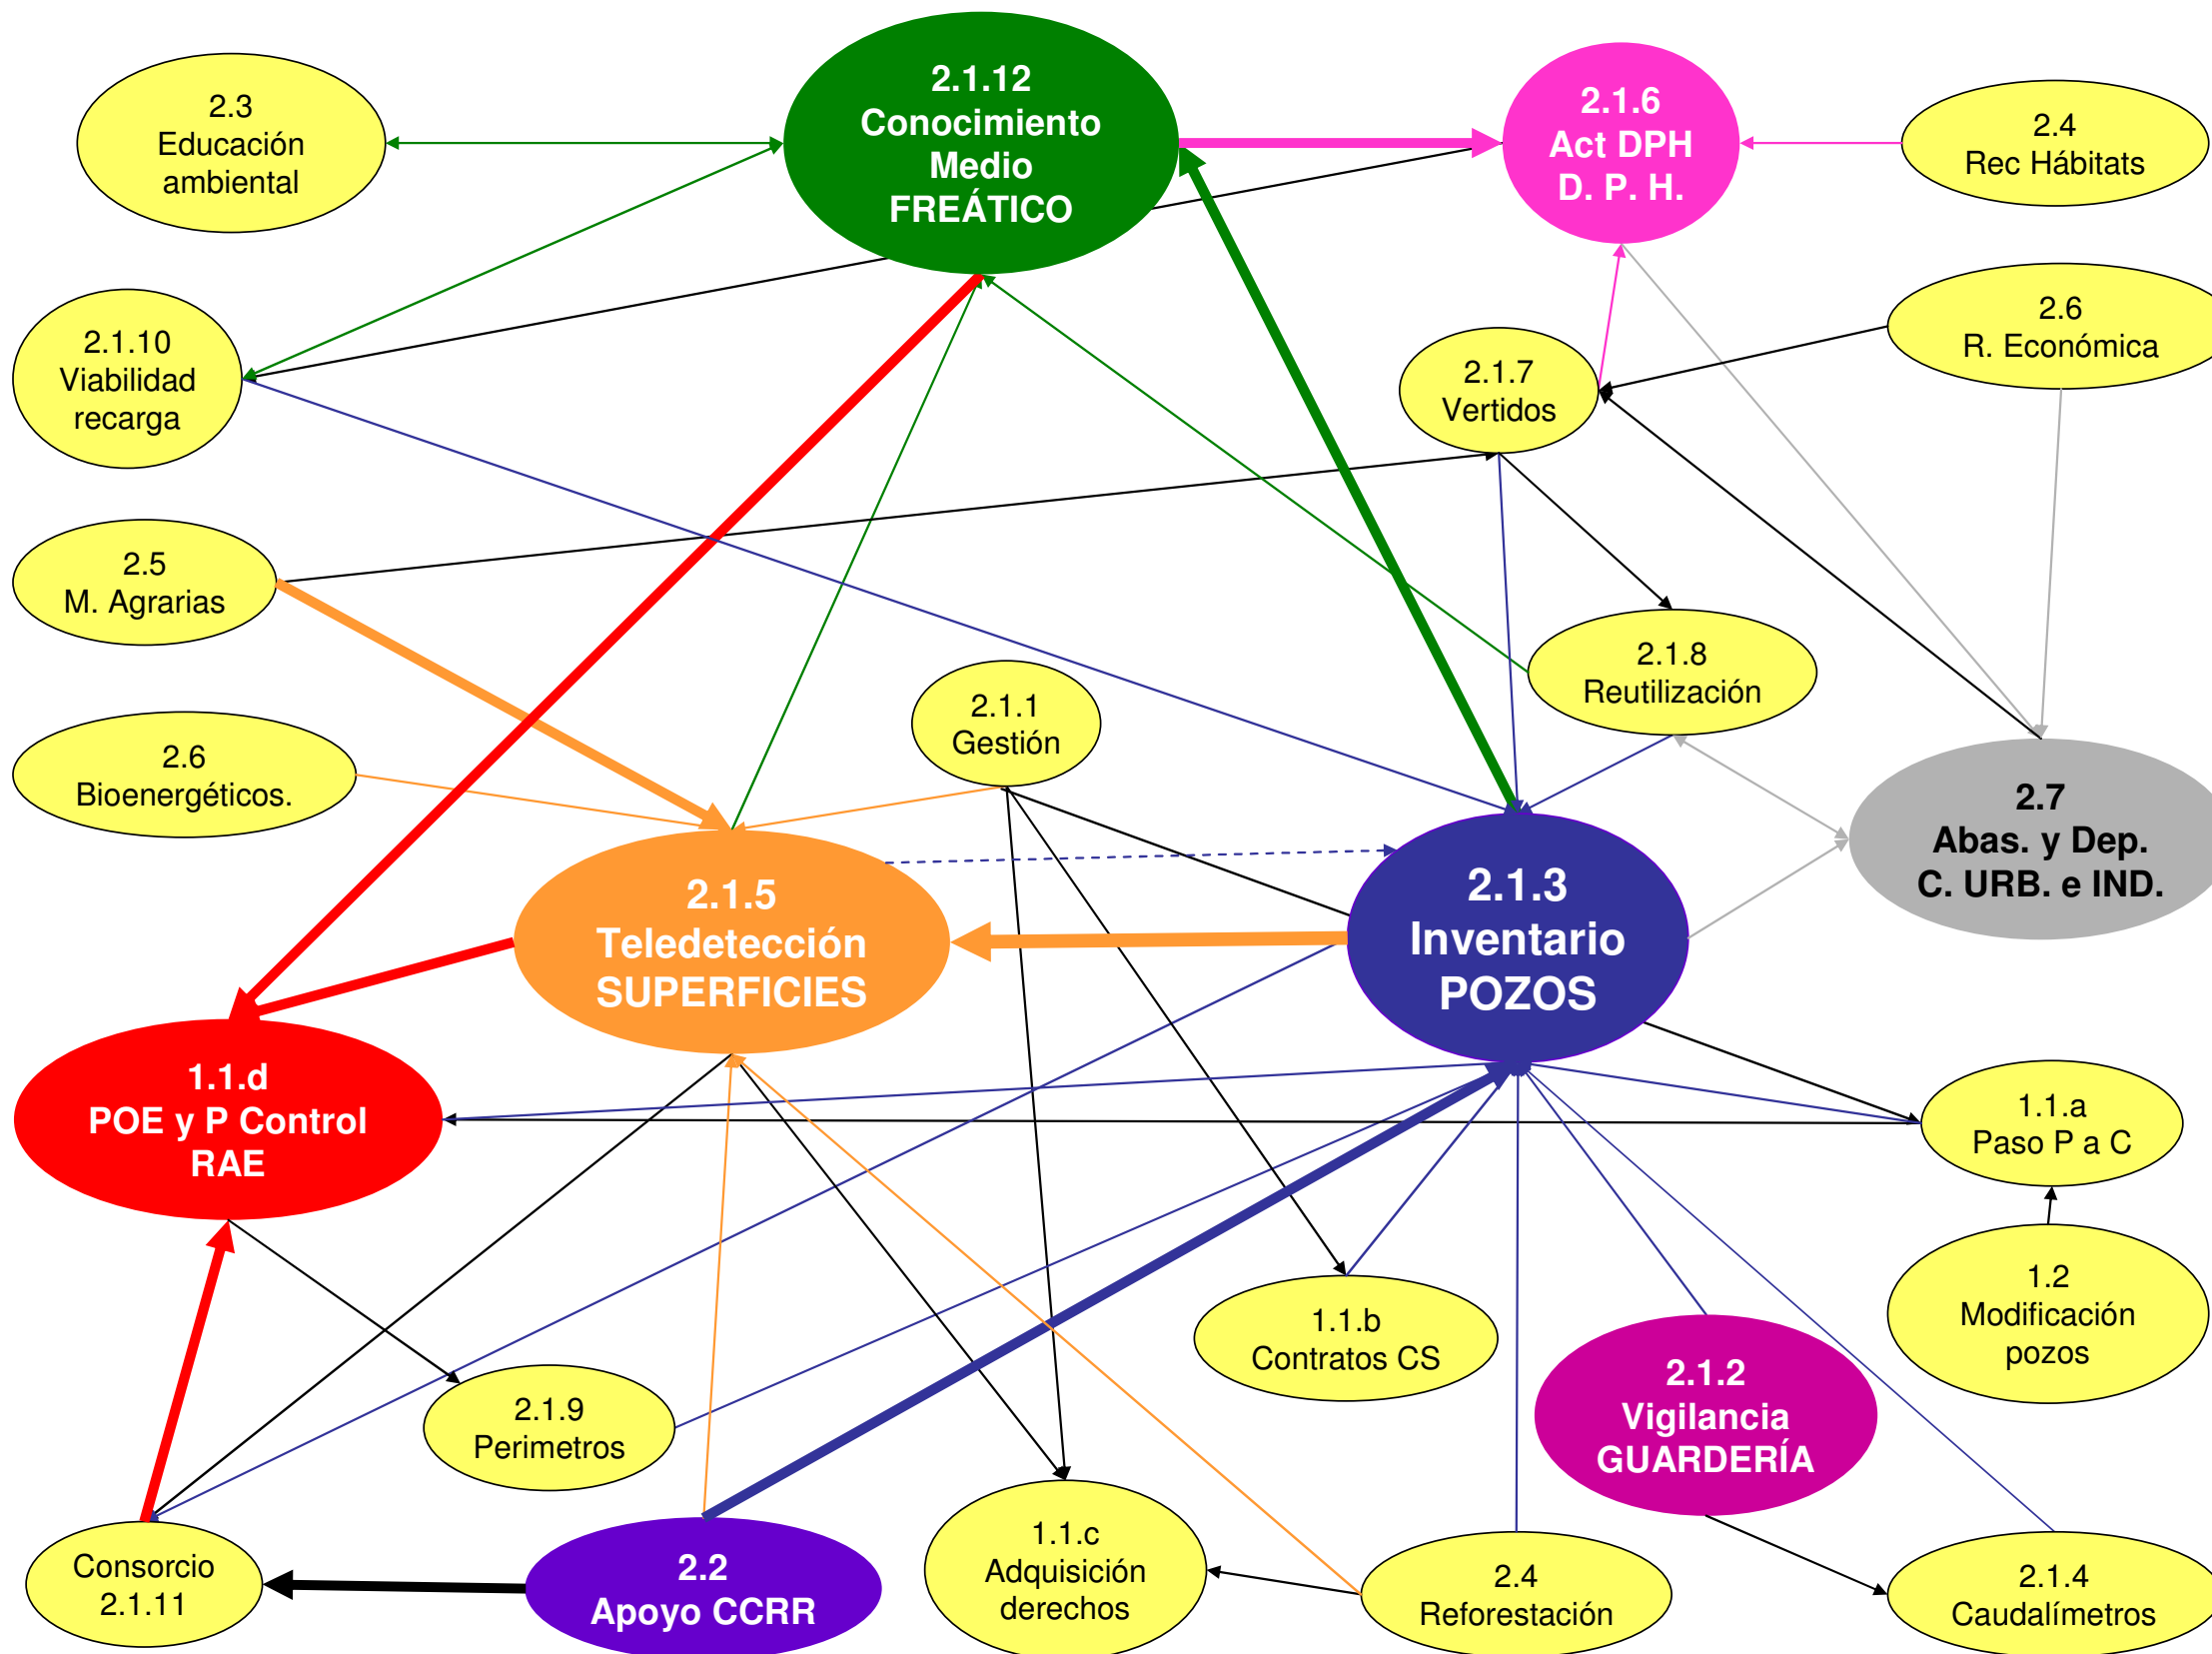 2.1.12
Conocimiento
Medio
FREÁTICO
2.1.6
Act DPH
D. P. H.
2.3
Educación
ambiental
2.4
Rec Hábitats
2.1.10
Viabilidad
recarga
2.6
R. Económica
2.1.7
Vertidos
2.5
M. Agrarias
2.1.8
Reutilización
2.1.1
Gestión
2.6
Bioenergéticos.
2.7
Abas. y Dep.
C. URB. e IND.
2.1.5
Teledetección
SUPERFICIES
2.1.3
Inventario
POZOS
1.1.d
POE y P Control
RAE
1.1.a
Paso P a C
1.2
Modificación
pozos
1.1.b
Contratos CS
2.1.2
Vigilancia
GUARDERÍA
2.1.9
Perimetros
Consorcio
2.1.11
2.2
Apoyo CCRR
1.1.c
Adquisición
derechos
2.4
Reforestación
2.1.4
Caudalímetros